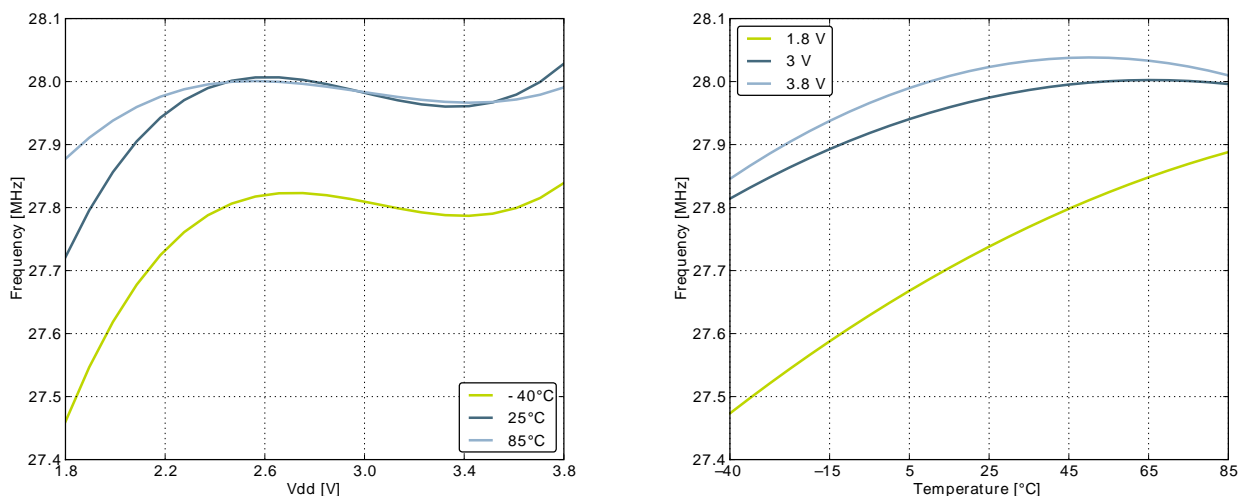 28.1
28.0
27.9
27.8
27.7
27.6
27.5
27.4
Frequency [MHz]
1.8
2.2
2.6
3.0
3.4
3.8
Vdd [V]
- 40°C
25°C
85°C
28.1
28.0
27.9
27.8
27.7
27.6
27.5
27.4
Frequency [MHz]
–40
–15
5
25
45
65
85
Temperature [°C]
1.8 V
3 V
3.8 V